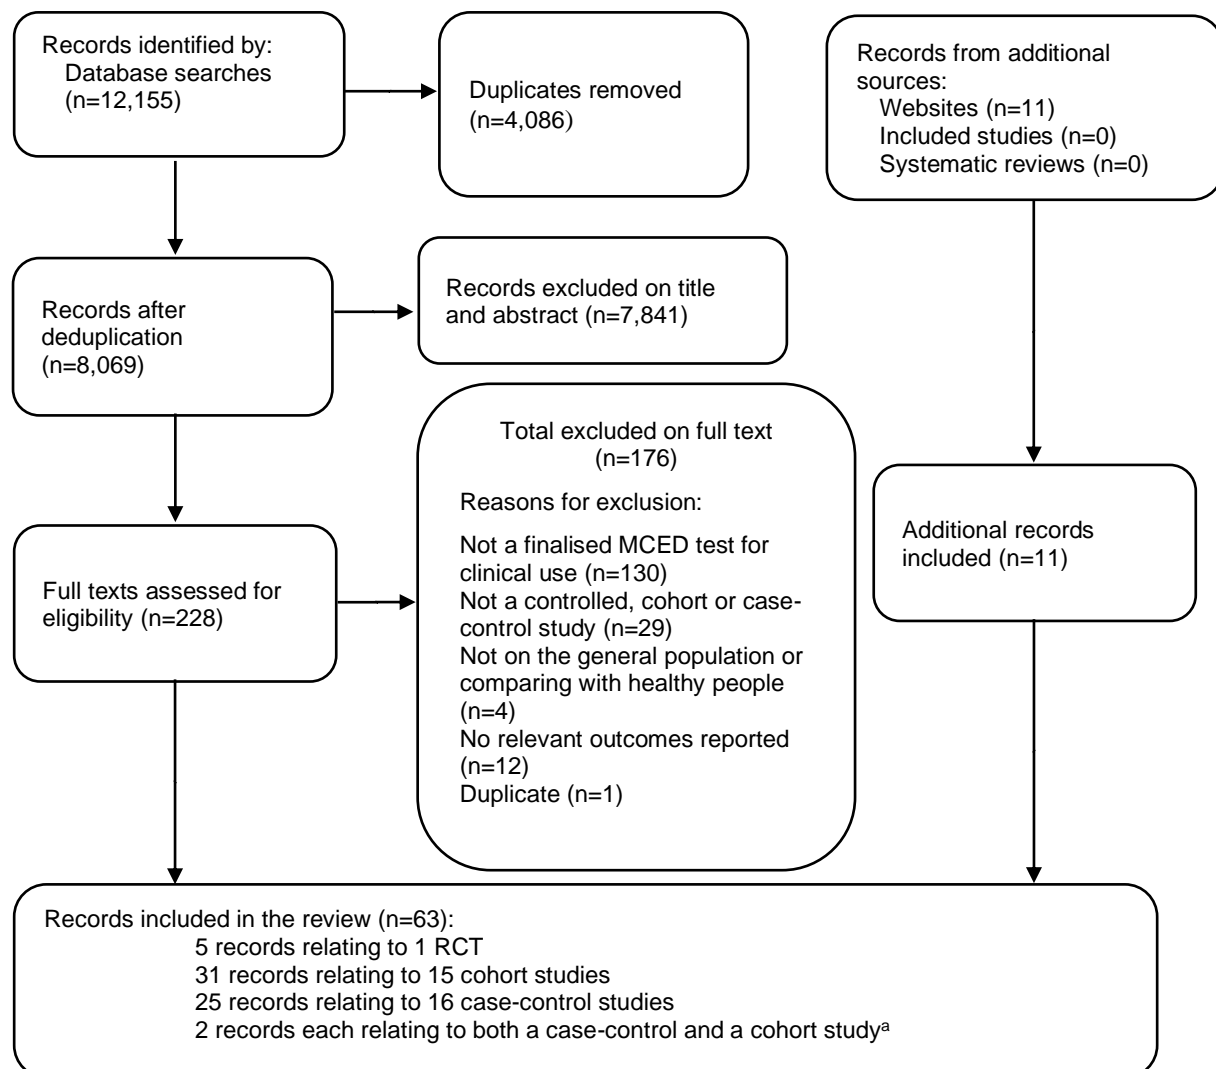 Records identified by:
Database searches
(n=12,155)
Duplicates removed
(n=4,086)
Records from additional
sources:
Websites (n=11)
Included studies (n=0)
Systematic reviews (n=0)
Records after
deduplication
(n=8,069)
Records excluded on title
and abstract (n=7,841)
Full texts assessed for
eligibility (n=228)
Total excluded on full text
(n=176)
Reasons for exclusion:
Not a finalised MCED test for
clinical use (n=130)
Not a controlled, cohort or case-
control study (n=29)
Not on the general population or
comparing with healthy people
(n=4)
No relevant outcomes reported
(n=12)
Duplicate (n=1)
Additional records
included (n=11)
Records included in the review (n=63):
5 records relating to 1 RCT
31 records relating to 15 cohort studies
25 records relating to 16 case-control studies
2 records each relating to both a case-control and a cohort studyᵃ